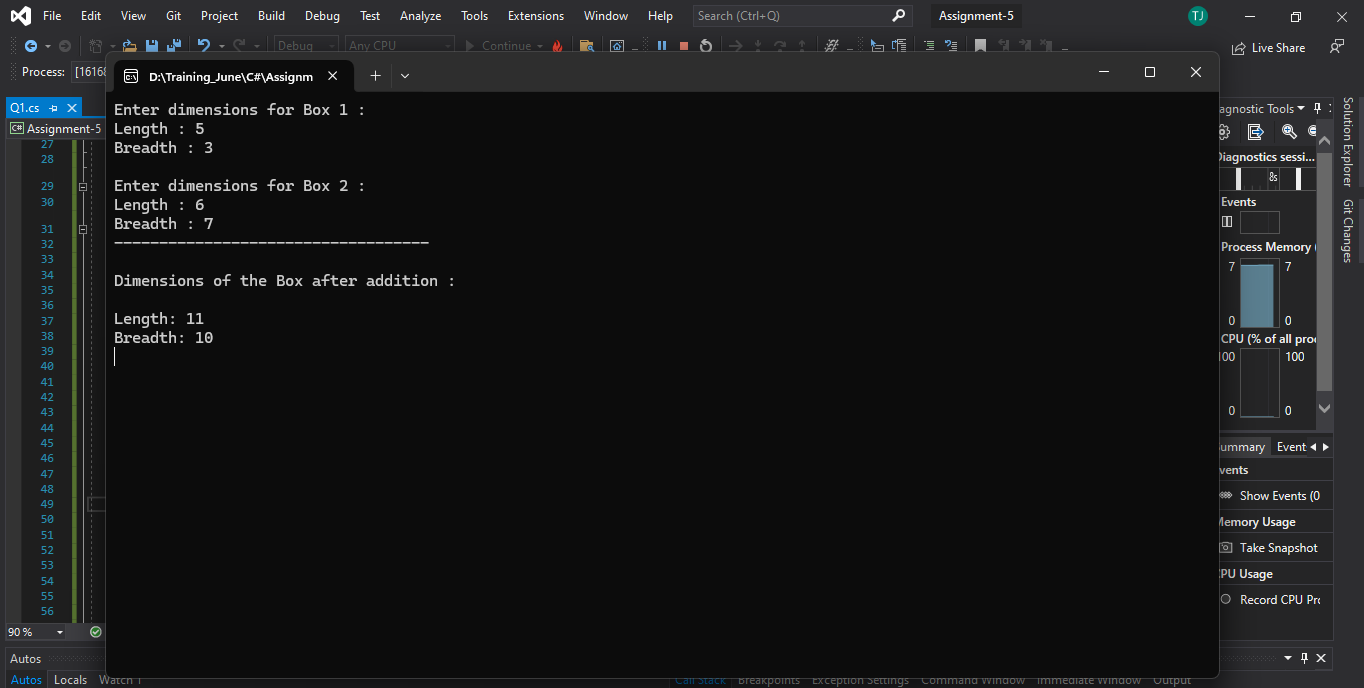 File Edit View Git Project Build Debug Test Analyze Tools Extensions Window Help Search (Ctrl+Q) Assignment-5 TJ
Debug Any CPU Continue Live Share
Process: [16168
D:\Training_June\C#\Assignm
Q1.cs
C# Assignment-5
27
28
29
30
31
32
33
34
35
36
37
38
39
40
41
42
43
44
45
46
47
48
49
50
51
52
53
54
55
56
90 %
Enter dimensions for Box 1 :
Length : 5
Breadth : 3
Enter dimensions for Box 2 :
Length : 6
Breadth : 7
-----------------------------------
Dimensions of the Box after addition :
Length: 11
Breadth: 10
agnostic Tools
Diagnostics sessi...
8s
Events
Process Memory (
7 7
0 0
CPU (% of all proc
100 100
0 0
ummary Event
vents
Show Events (0
Memory Usage
Take Snapshot
CPU Usage
Record CPU Pro
Solution Explorer
Git Changes
Autos
Autos Locals Watch 1
Call Stack Breakpoints Exception Settings Command Window Immediate Window Output